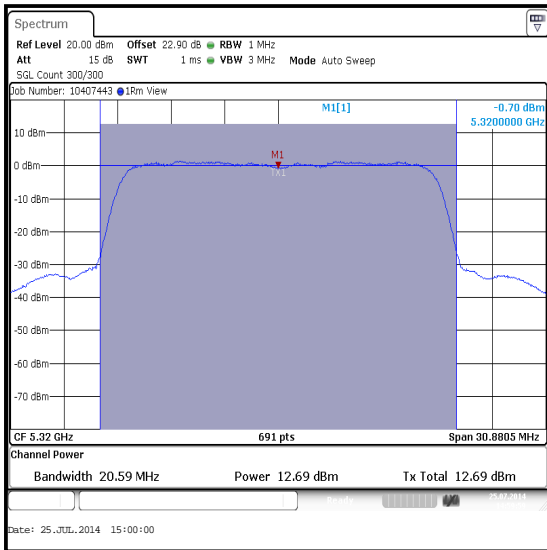 Spectrum
Ref Level 20.00 dBm Offset 22.90 dB RBW 1 MHz
Att 15 dB SWT 1 ms VBW 3 MHz Mode Auto Sweep
SGL Count 300/300
Job Number: 10407443 1Rm View
M1[1] -0.70 dBm
5.3200000 GHz
10 dBm
M1
0 dBm
TX1
-10 dBm
-20 dBm
-30 dBm
-40 dBm
-50 dBm
-60 dBm
-70 dBm
CF 5.32 GHz 691 pts Span 30.8805 MHz
Channel Power
Bandwidth 20.59 MHz Power 12.69 dBm Tx Total 12.69 dBm
Ready 25.07.2014
Date: 25.JUL.2014 15:00:00